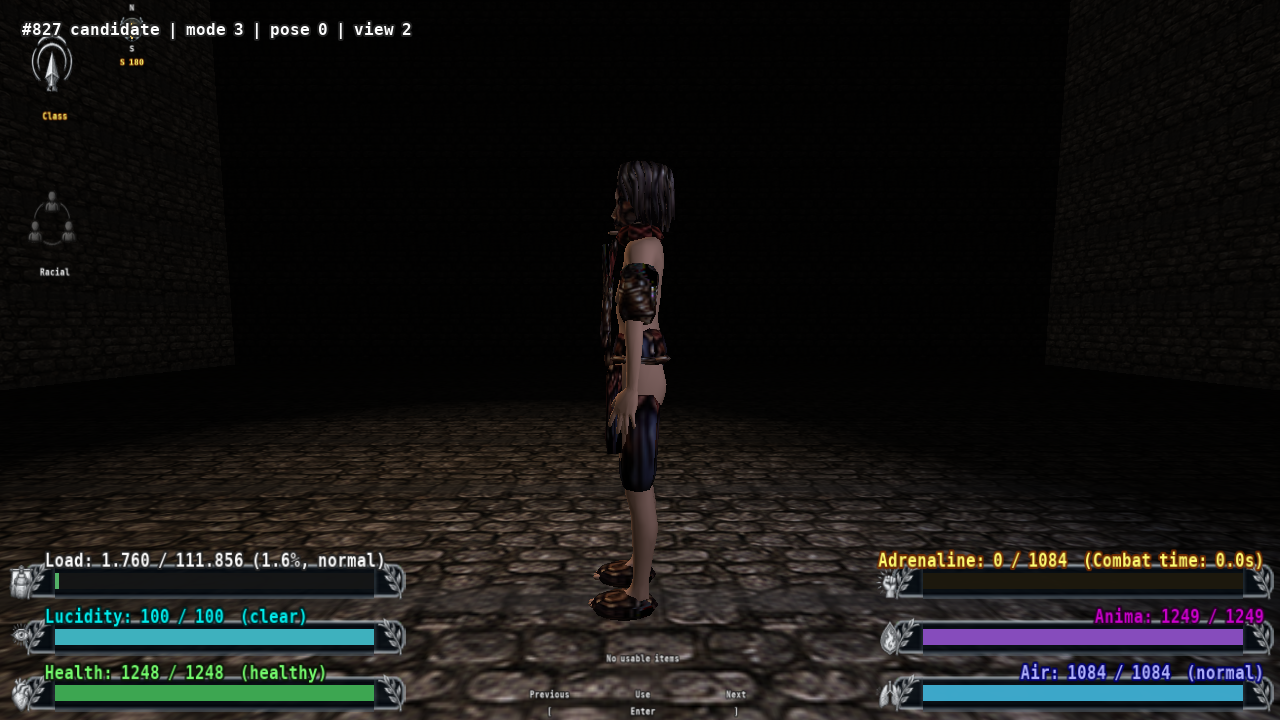 #827 candidate | mode 3 | pose 0 | view 2
N
S
S 180
Class
Racial
Load: 1.760 / 111.856 (1.6%, normal)
Adrenaline: 0 / 1084 (Combat time: 0.0s)
Lucidity: 100 / 100 (clear)
Anima: 1249 / 1249
No usable items
Health: 1248 / 1248 (healthy)
Air: 1084 / 1084 (normal)
Previous Use Next
[ Enter ]